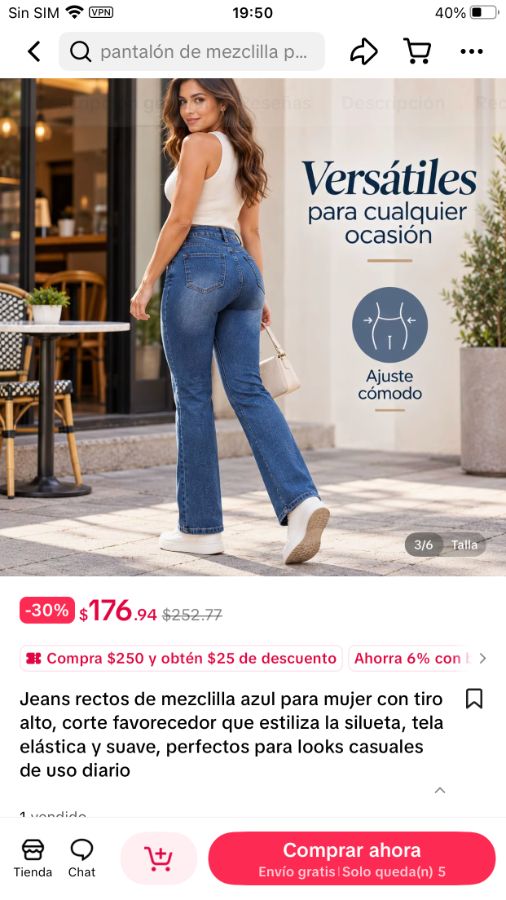 Sin SIM VPN 19:50 40%
pantalón de mezclilla p...
Descripción
Versátiles
para cualquier
ocasión
Ajuste
cómodo
3/6 Talla
-30% $176.94 $252.77
Compra $250 y obtén $25 de descuento Ahorra 6% con
Jeans rectos de mezclilla azul para mujer con tiro
alto, corte favorecedor que estiliza la silueta, tela
elástica y suave, perfectos para looks casuales
de uso diario
1 vendido
Tienda Chat Comprar ahora
Envío gratis | Solo queda(n) 5